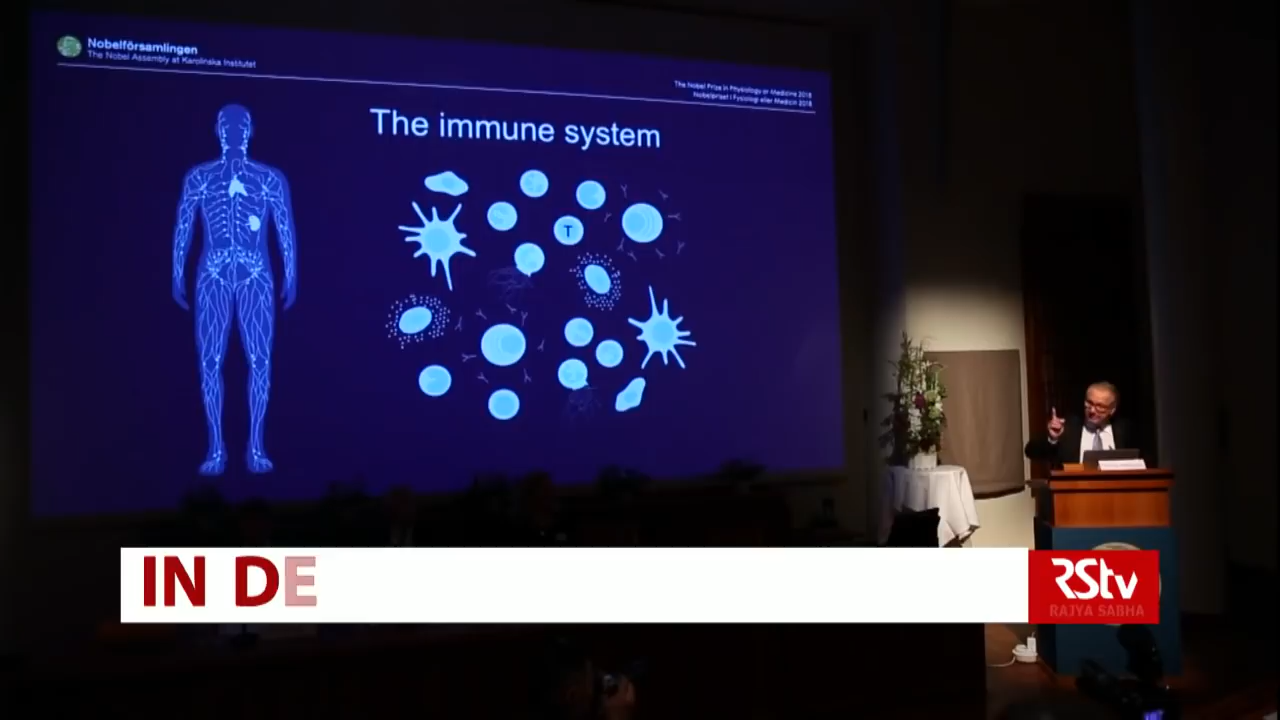 Nobelförsamlingen
The Nobel Assembly at Karolinska Institutet
The Nobel Prize in Physiology or Medicine 2018
Nobelpriset i Fysiologi eller Medicin 2018
The immune system
T
IN DE
RStv
RAJYA SABHA